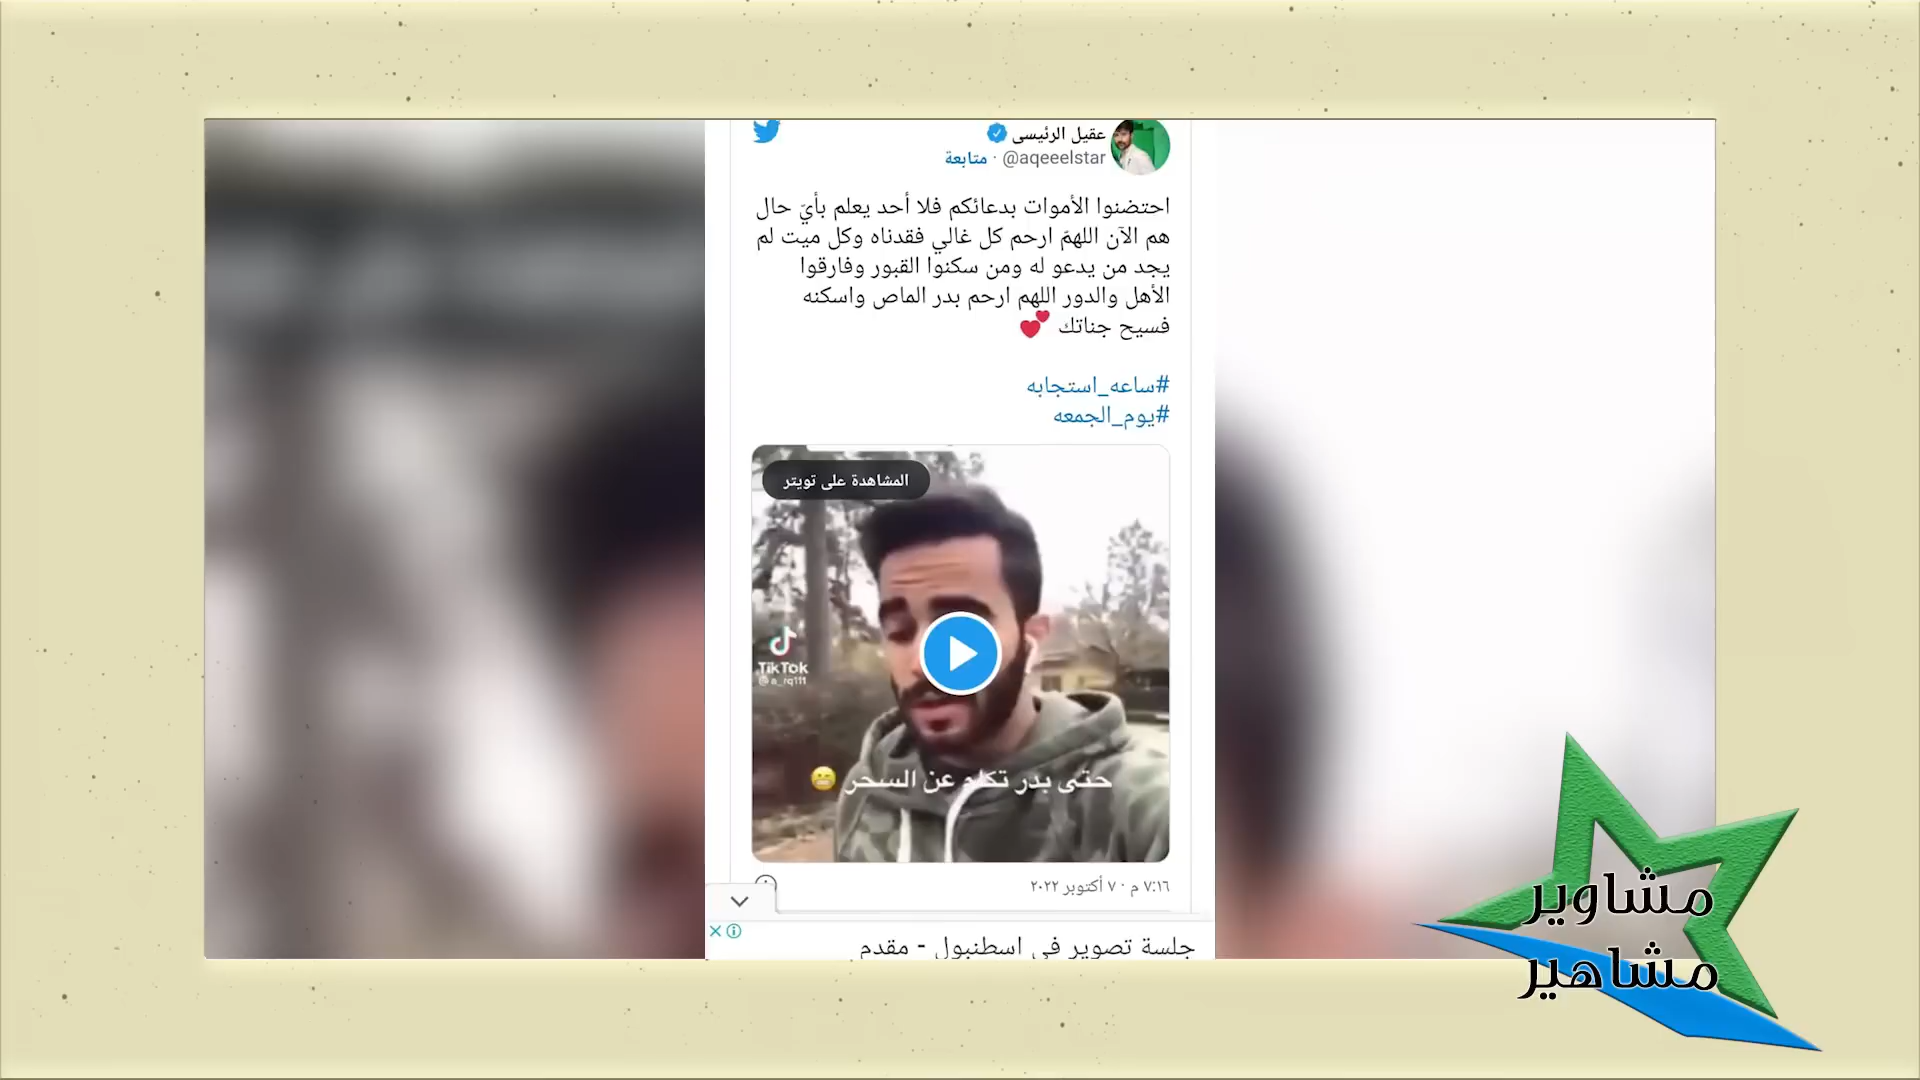 عقيل الرئيسى
@aqeeelstar · متابعة
احتضنوا الأموات بدعائكم فلا أحد يعلم بأيّ حال
هم الآن اللهمّ ارحم كل غالي فقدناه وكل ميت لم
يجد من يدعو له ومن سكنوا القبور وفارقوا
الأهل والدور اللهم ارحم بدر الماص واسكنه
فسيح جناتك 💕
#ساعه_استجابه
#يوم_الجمعه
المشاهدة على تويتر
TikTok
@a_rq111
حتى بدر تكلم عن السحر 😁
٧:١٦ م · ٧ أكتوبر ٢٠٢٢
جلسة تصوير في اسطنبول - مقدم
مشاوير
مشاهير